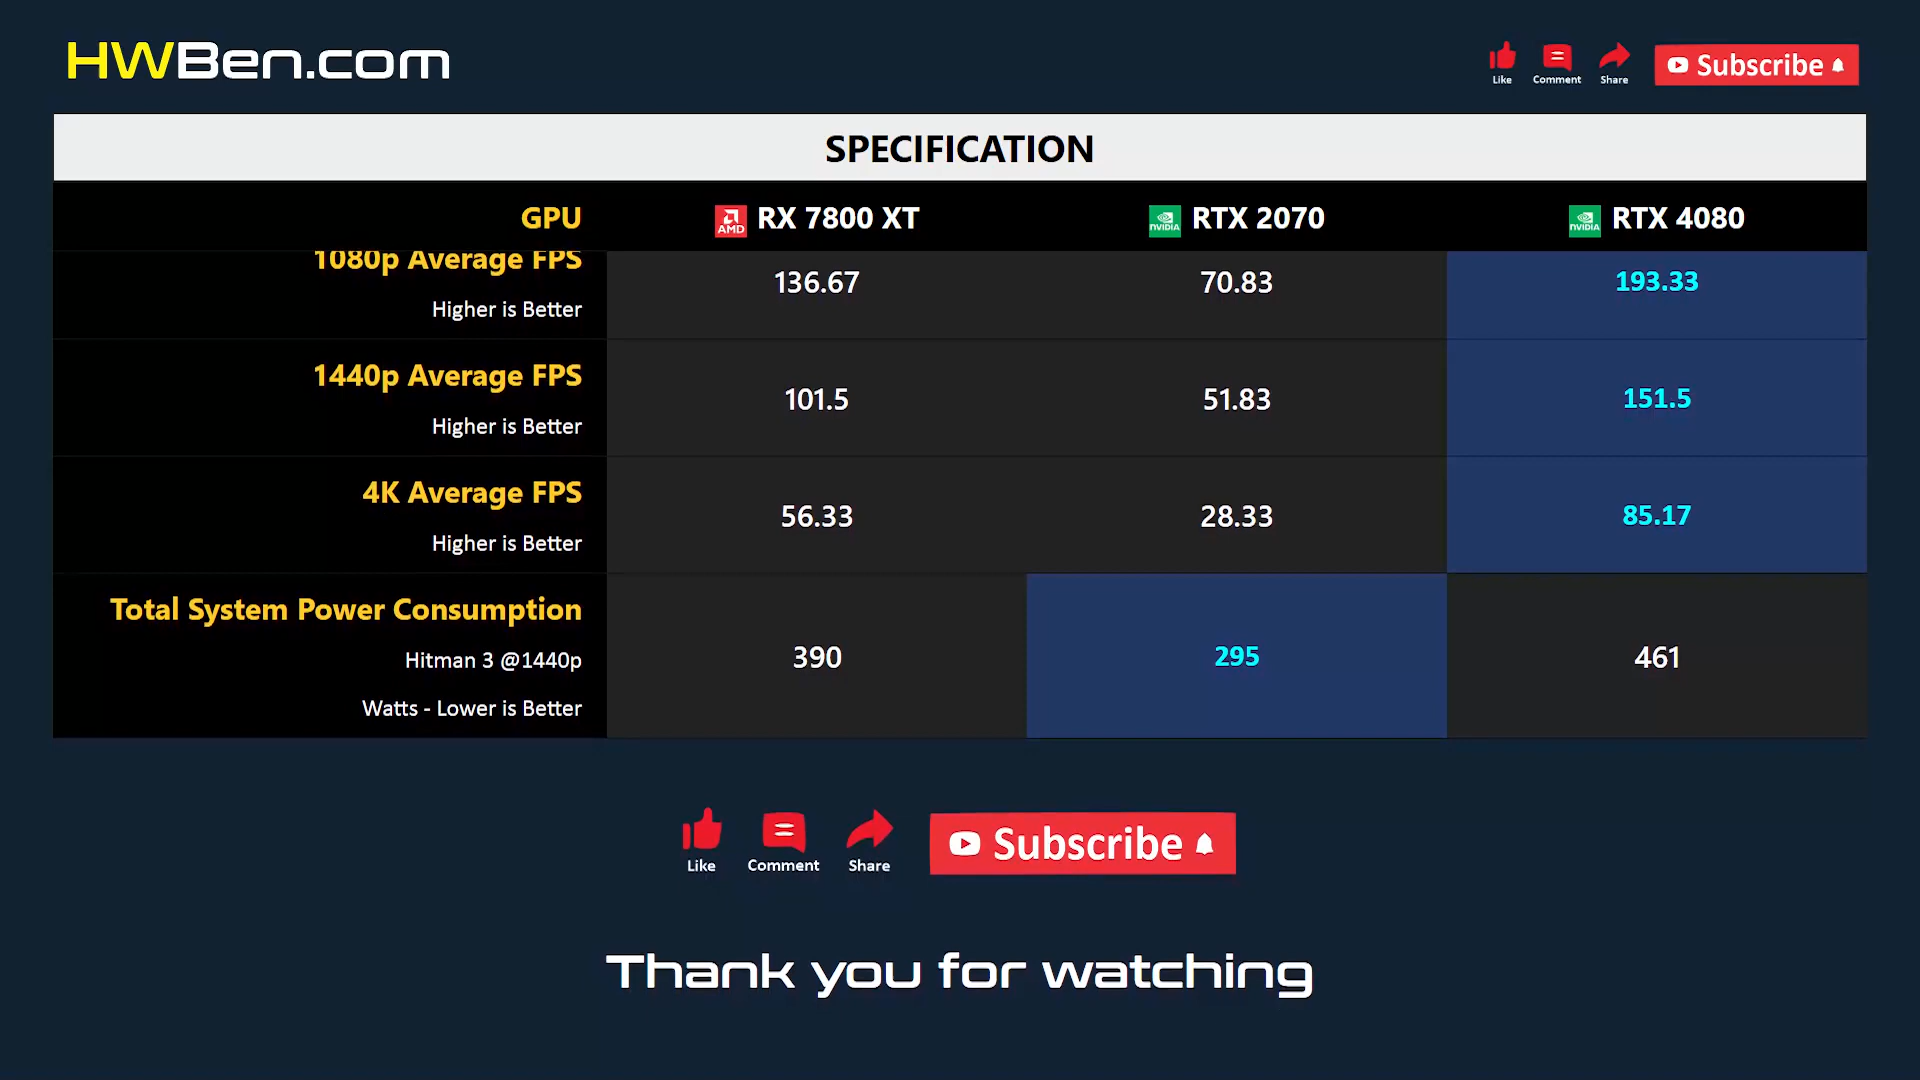 HWBen.com
Like Comment Share Subscribe
SPECIFICATION
GPU AMD RX 7800 XT NVIDIA RTX 2070 NVIDIA RTX 4080
1080p Average FPS
Higher is Better
136.67 70.83 193.33
1440p Average FPS
Higher is Better
101.5 51.83 151.5
4K Average FPS
Higher is Better
56.33 28.33 85.17
Total System Power Consumption
Hitman 3 @1440p
Watts - Lower is Better
390 295 461
Like Comment Share Subscribe
Thank you for watching